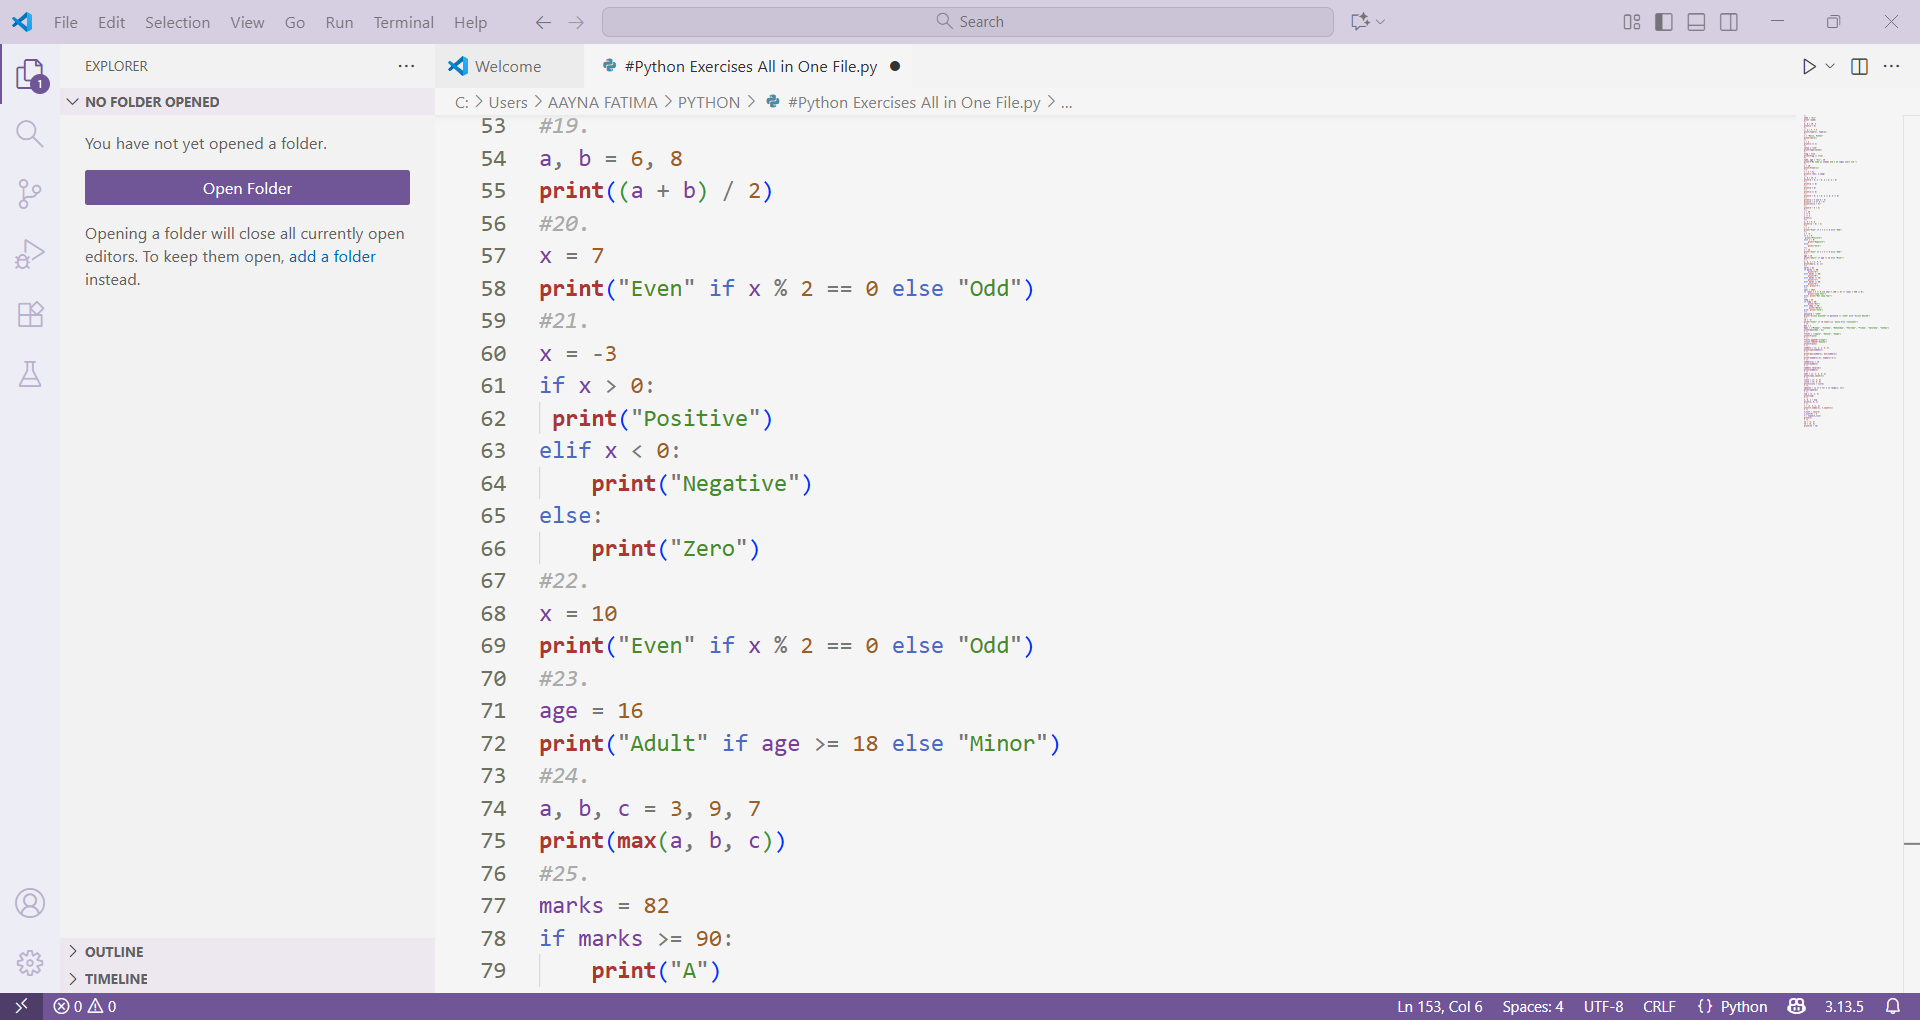 File Edit Selection View Go Run Terminal Help Search
EXPLORER
NO FOLDER OPENED
You have not yet opened a folder.
Open Folder
Opening a folder will close all currently open
editors. To keep them open, add a folder
instead.
OUTLINE
TIMELINE
1
Welcome #Python Exercises All in One File.py
C: > Users > AAYNA FATIMA > PYTHON > #Python Exercises All in One File.py > ...
53 #19.
54 a, b = 6, 8
55 print((a + b) / 2)
56 #20.
57 x = 7
58 print("Even" if x % 2 == 0 else "Odd")
59 #21.
60 x = -3
61 if x > 0:
62  print("Positive")
63 elif x < 0:
64     print("Negative")
65 else:
66     print("Zero")
67 #22.
68 x = 10
69 print("Even" if x % 2 == 0 else "Odd")
70 #23.
71 age = 16
72 print("Adult" if age >= 18 else "Minor")
73 #24.
74 a, b, c = 3, 9, 7
75 print(max(a, b, c))
76 #25.
77 marks = 82
78 if marks >= 90:
79     print("A")
0 0 Ln 153, Col 6 Spaces: 4 UTF-8 CRLF {} Python 3.13.5